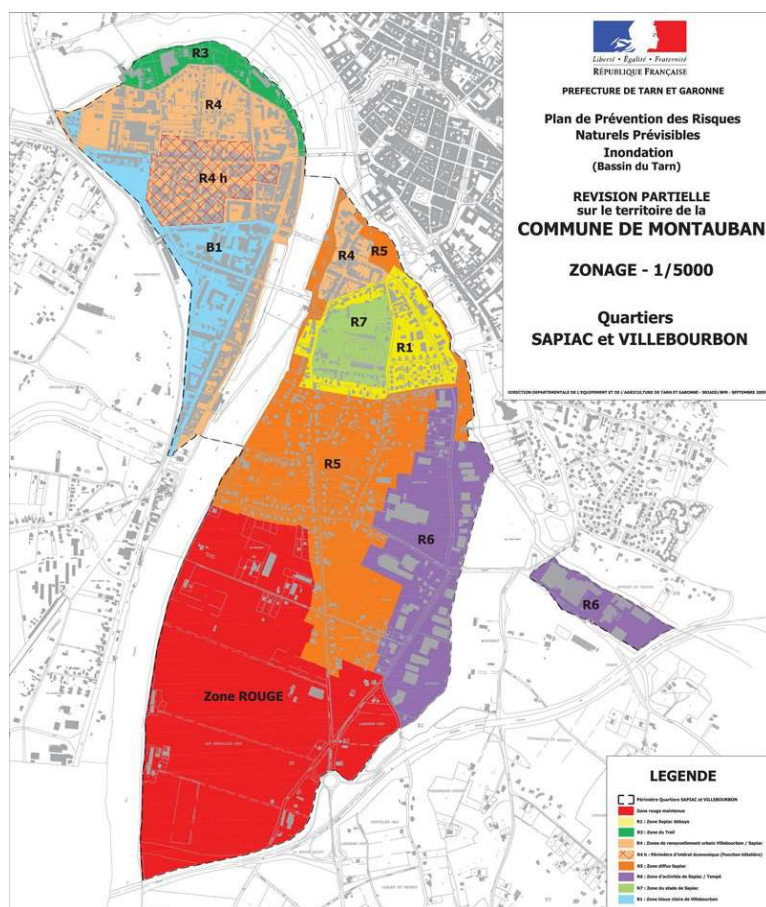 Liberté • Égalité • Fraternité
RÉPUBLIQUE FRANÇAISE
PREFECTURE DE TARN ET GARONNE
Plan de Prévention des Risques
Naturels Prévisibles
Inondation
(Bassin du Tarn)
REVISION PARTIELLE
sur le territoire de la
COMMUNE DE MONTAUBAN
ZONAGE - 1/5000
Quartiers
SAPIAC et VILLEBOURBON
R3
R4
R4 h
B1
R4
R5
R7
R1
R5
R6
R6
Zone ROUGE
LEGENDE
Périmètre Quartiers SAPIAC et VILLEBOURBON
Zone rouge maintenue
R1 : Zone Sapiac Abbaye
R3 : Zone du Treil
R4 : Zones de renouvellement urbain Villebourbon / Sapiac
R4 h : Périmètre d'intéret économique (Fonction hôtelière)
R5 : Zone diffuse Sapiac
R6 : Zone d'activités de Sapiac / Tempé
R7 : Zone du stade de Sapiac
B1 : Zone bleue claire de Villebourbon